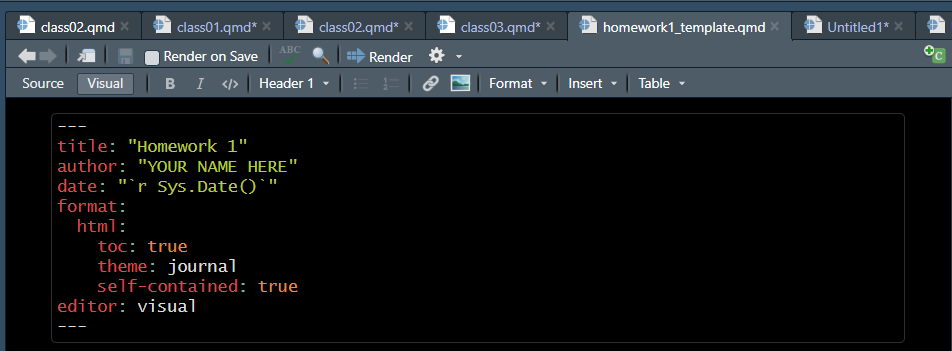 class02.qmd class01.qmd* class02.qmd* class03.qmd* homework1_template.qmd Untitled1*
Render on Save ABC Render C
Source Visual B I </> Header 1 Format Insert Table
---
title: "Homework 1"
author: "YOUR NAME HERE"
date: "`r Sys.Date()`"
format:
  html:
    toc: true
    theme: journal
    self-contained: true
editor: visual
---